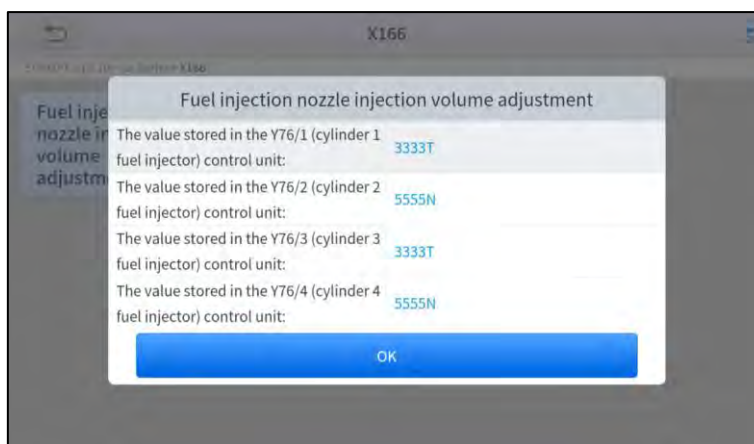 X166
Fuel injection nozzle injection volume adjustment
Fuel inje
nozzle in
volume
adjustm
The value stored in the Y76/1 (cylinder 1
fuel injector) control unit:
3333T
The value stored in the Y76/2 (cylinder 2
fuel injector) control unit:
5555N
The value stored in the Y76/3 (cylinder 3
fuel injector) control unit:
3333T
The value stored in the Y76/4 (cylinder 4
fuel injector) control unit:
5555N
OK